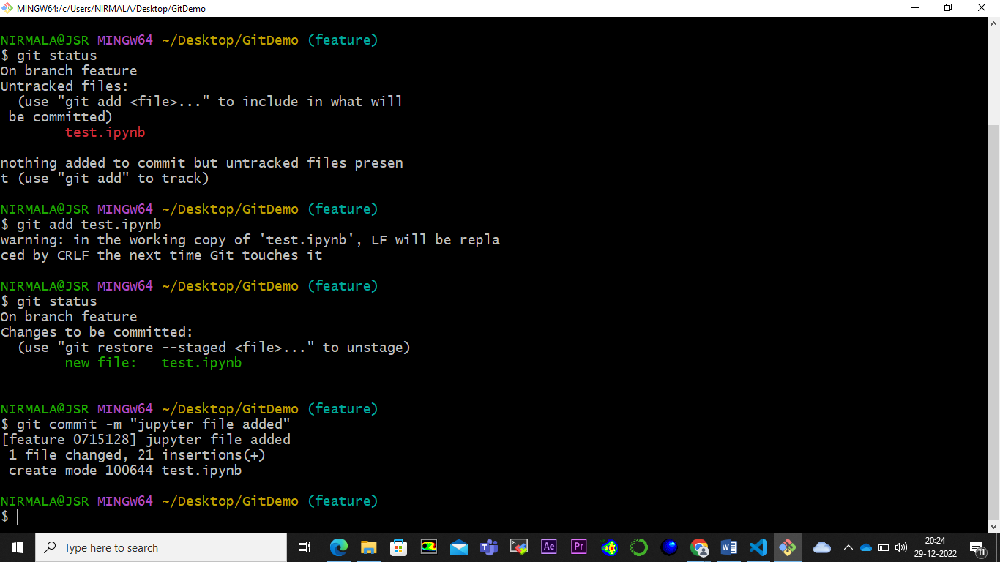 MINGW64:/c/Users/NIRMALA/Desktop/GitDemo
NIRMALA@JSR MINGW64 ~/Desktop/GitDemo (feature)
$ git status
On branch feature
Untracked files:
  (use "git add <file>..." to include in what will
 be committed)
        test.ipynb
nothing added to commit but untracked files presen
t (use "git add" to track)
NIRMALA@JSR MINGW64 ~/Desktop/GitDemo (feature)
$ git add test.ipynb
warning: in the working copy of 'test.ipynb', LF will be repla
ced by CRLF the next time Git touches it
NIRMALA@JSR MINGW64 ~/Desktop/GitDemo (feature)
$ git status
On branch feature
Changes to be committed:
  (use "git restore --staged <file>..." to unstage)
        new file:   test.ipynb
NIRMALA@JSR MINGW64 ~/Desktop/GitDemo (feature)
$ git commit -m "jupyter file added"
[feature 0715128] jupyter file added
 1 file changed, 21 insertions(+)
 create mode 100644 test.ipynb
NIRMALA@JSR MINGW64 ~/Desktop/GitDemo (feature)
$
Type here to search
Ae
Pr
20:24
29-12-2022
11